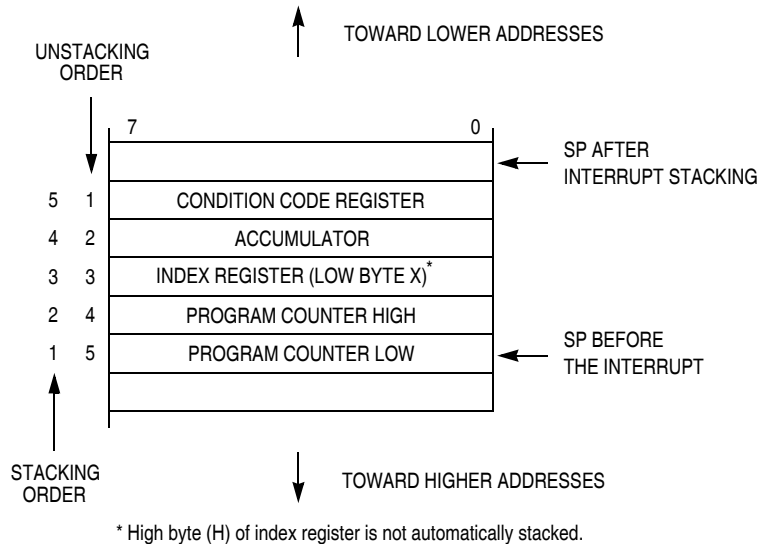 TOWARD LOWER ADDRESSES
UNSTACKING
ORDER
7 0
SP AFTER
INTERRUPT STACKING
5 1 CONDITION CODE REGISTER
4 2 ACCUMULATOR
3 3 INDEX REGISTER (LOW BYTE X)*
2 4 PROGRAM COUNTER HIGH
1 5 PROGRAM COUNTER LOW
SP BEFORE
THE INTERRUPT
STACKING
ORDER
TOWARD HIGHER ADDRESSES
* High byte (H) of index register is not automatically stacked.